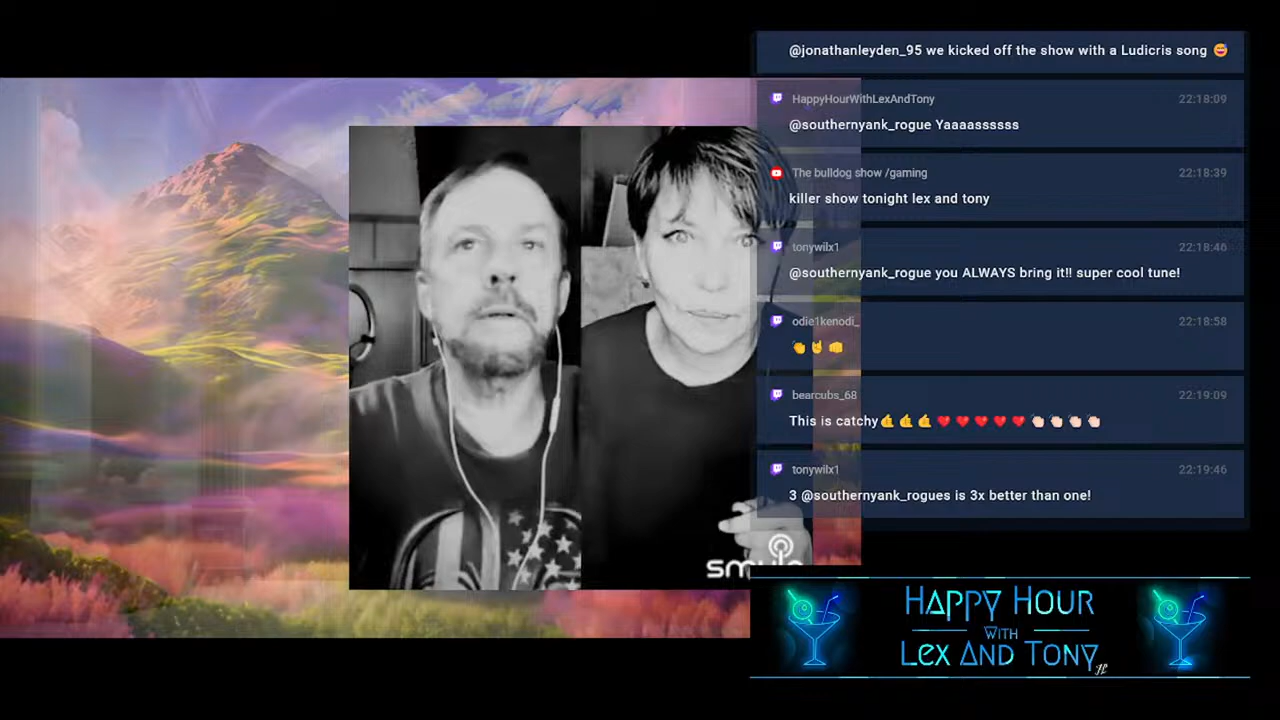 @jonathanleyden_95 we kicked off the show with a Ludicris song 😅
HappyHourWithLexAndTony 22:18:09
@southernyank_rogue Yaaaassssss
The bulldog show /gaming 22:18:39
killer show tonight lex and tony
tonywilx1 22:18:46
@southernyank_rogue you ALWAYS bring it!! super cool tune!
odie1kenodi_ 22:18:58
👏🤘👊
bearcubs_68 22:19:09
This is catchy🤙🤙🤙❤️❤️❤️❤️❤️👏🏻👏🏻👏🏻👏🏻
tonywilx1 22:19:46
3 @southernyank_rogues is 3x better than one!
smule
Happy Hour
with
Lex And Tony